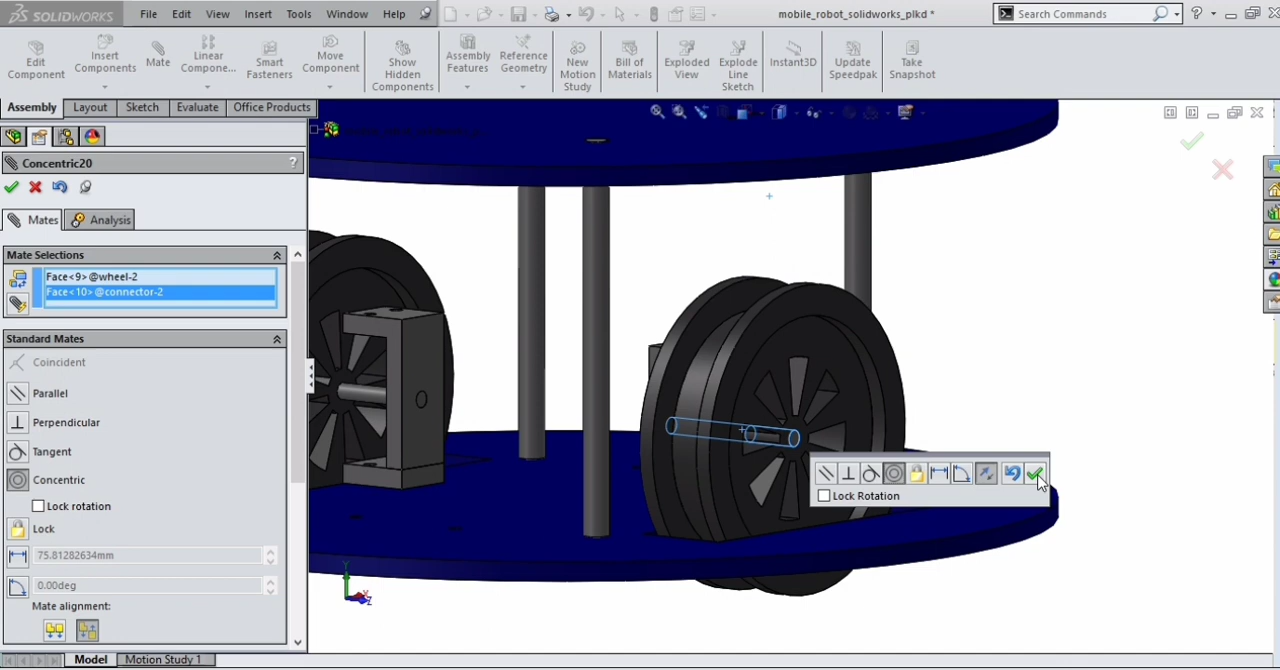 SOLIDWORKS File Edit View Insert Tools Window Help mobile_robot_solidworks_plkd * Search Commands
Edit Component
Insert Components
Mate
Linear Compone...
Smart Fasteners
Move Component
Show Hidden Components
Assembly Features
Reference Geometry
New Motion Study
Bill of Materials
Exploded View
Explode Line Sketch
Instant3D
Update Speedpak
Take Snapshot
Assembly Layout Sketch Evaluate Office Products
Concentric20 ?
Mates Analysis
Mate Selections
Face<9>@wheel-2
Face<10>@connector-2
Standard Mates
Coincident
Parallel
Perpendicular
Tangent
Concentric
Lock rotation
Lock
75.81282634mm
0.00deg
Mate alignment:
Lock Rotation
Y
X
Z
Model Motion Study 1